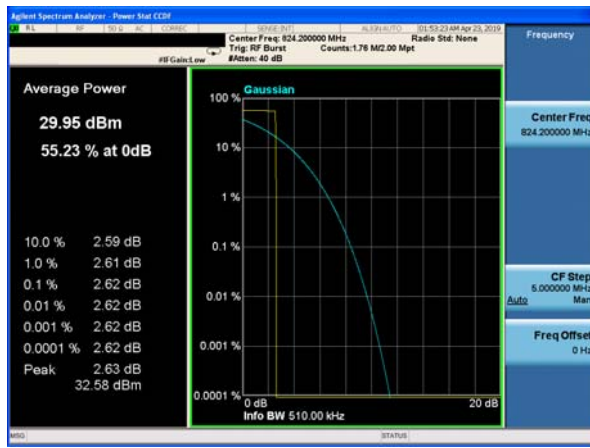 Agilent Spectrum Analyzer - Power Stat CCDF
RL RF 50 Ω AC CORREC SENSE:INT ALIGNAUTO 01:53:23 AM Apr 23, 2019
Center Freq: 824.200000 MHz Radio Std: None
Trig: RF Burst Counts:1.76 M/2.00 Mpt
#IFGain:Low #Atten: 40 dB
Frequency
Average Power
29.95 dBm
55.23 % at 0dB
10.0 % 2.59 dB
1.0 % 2.61 dB
0.1 % 2.62 dB
0.01 % 2.62 dB
0.001 % 2.62 dB
0.0001 % 2.62 dB
Peak 2.63 dB
32.58 dBm
Gaussian
100 %
10 %
1 %
0.1 %
0.01 %
0.001 %
0.0001 %
0 dB 20 dB
Info BW 510.00 kHz
Center Freq
824.200000 MHz
CF Step
5.000000 MHz
Auto Man
Freq Offset
0 Hz
MSG STATUS